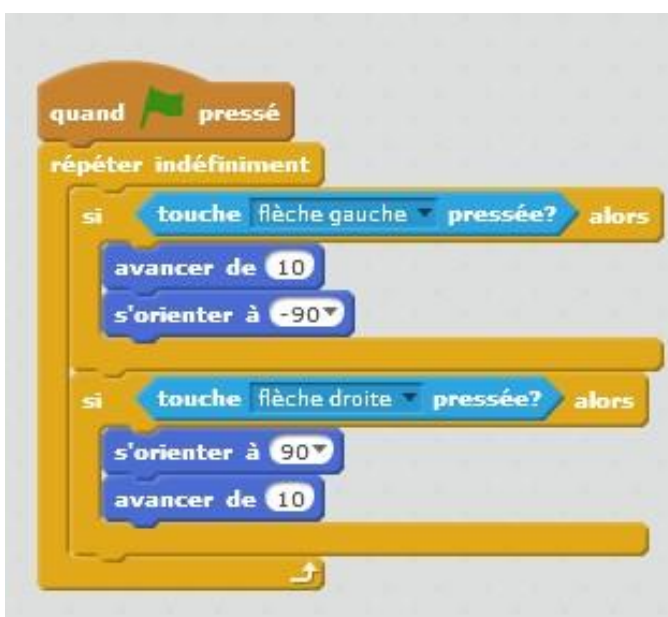 quand pressé
répéter indéfiniment
si touche flèche gauche pressée? alors
avancer de 10
s'orienter à -90
si touche flèche droite pressée? alors
s'orienter à 90
avancer de 10